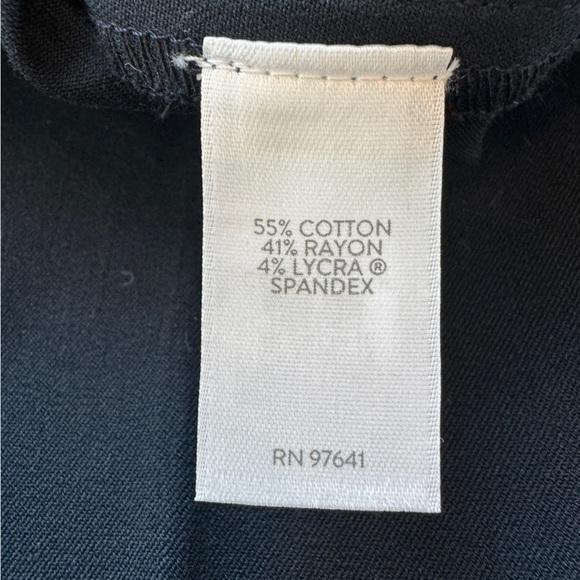 55% COTTON
41% RAYON
4% LYCRA ®
SPANDEX
RN 97641